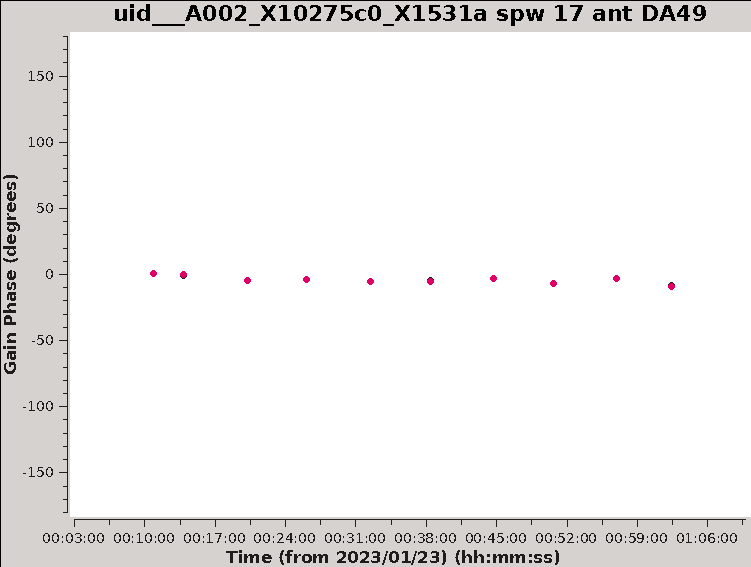 uid___A002_X10275c0_X1531a spw 17 ant DA49
Gain Phase (degrees)
150
100
50
0
-50
-100
-150
00:03:00 00:10:00 00:17:00 00:24:00 00:31:00 00:38:00 00:45:00 00:52:00 00:59:00 01:06:00
Time (from 2023/01/23) (hh:mm:ss)